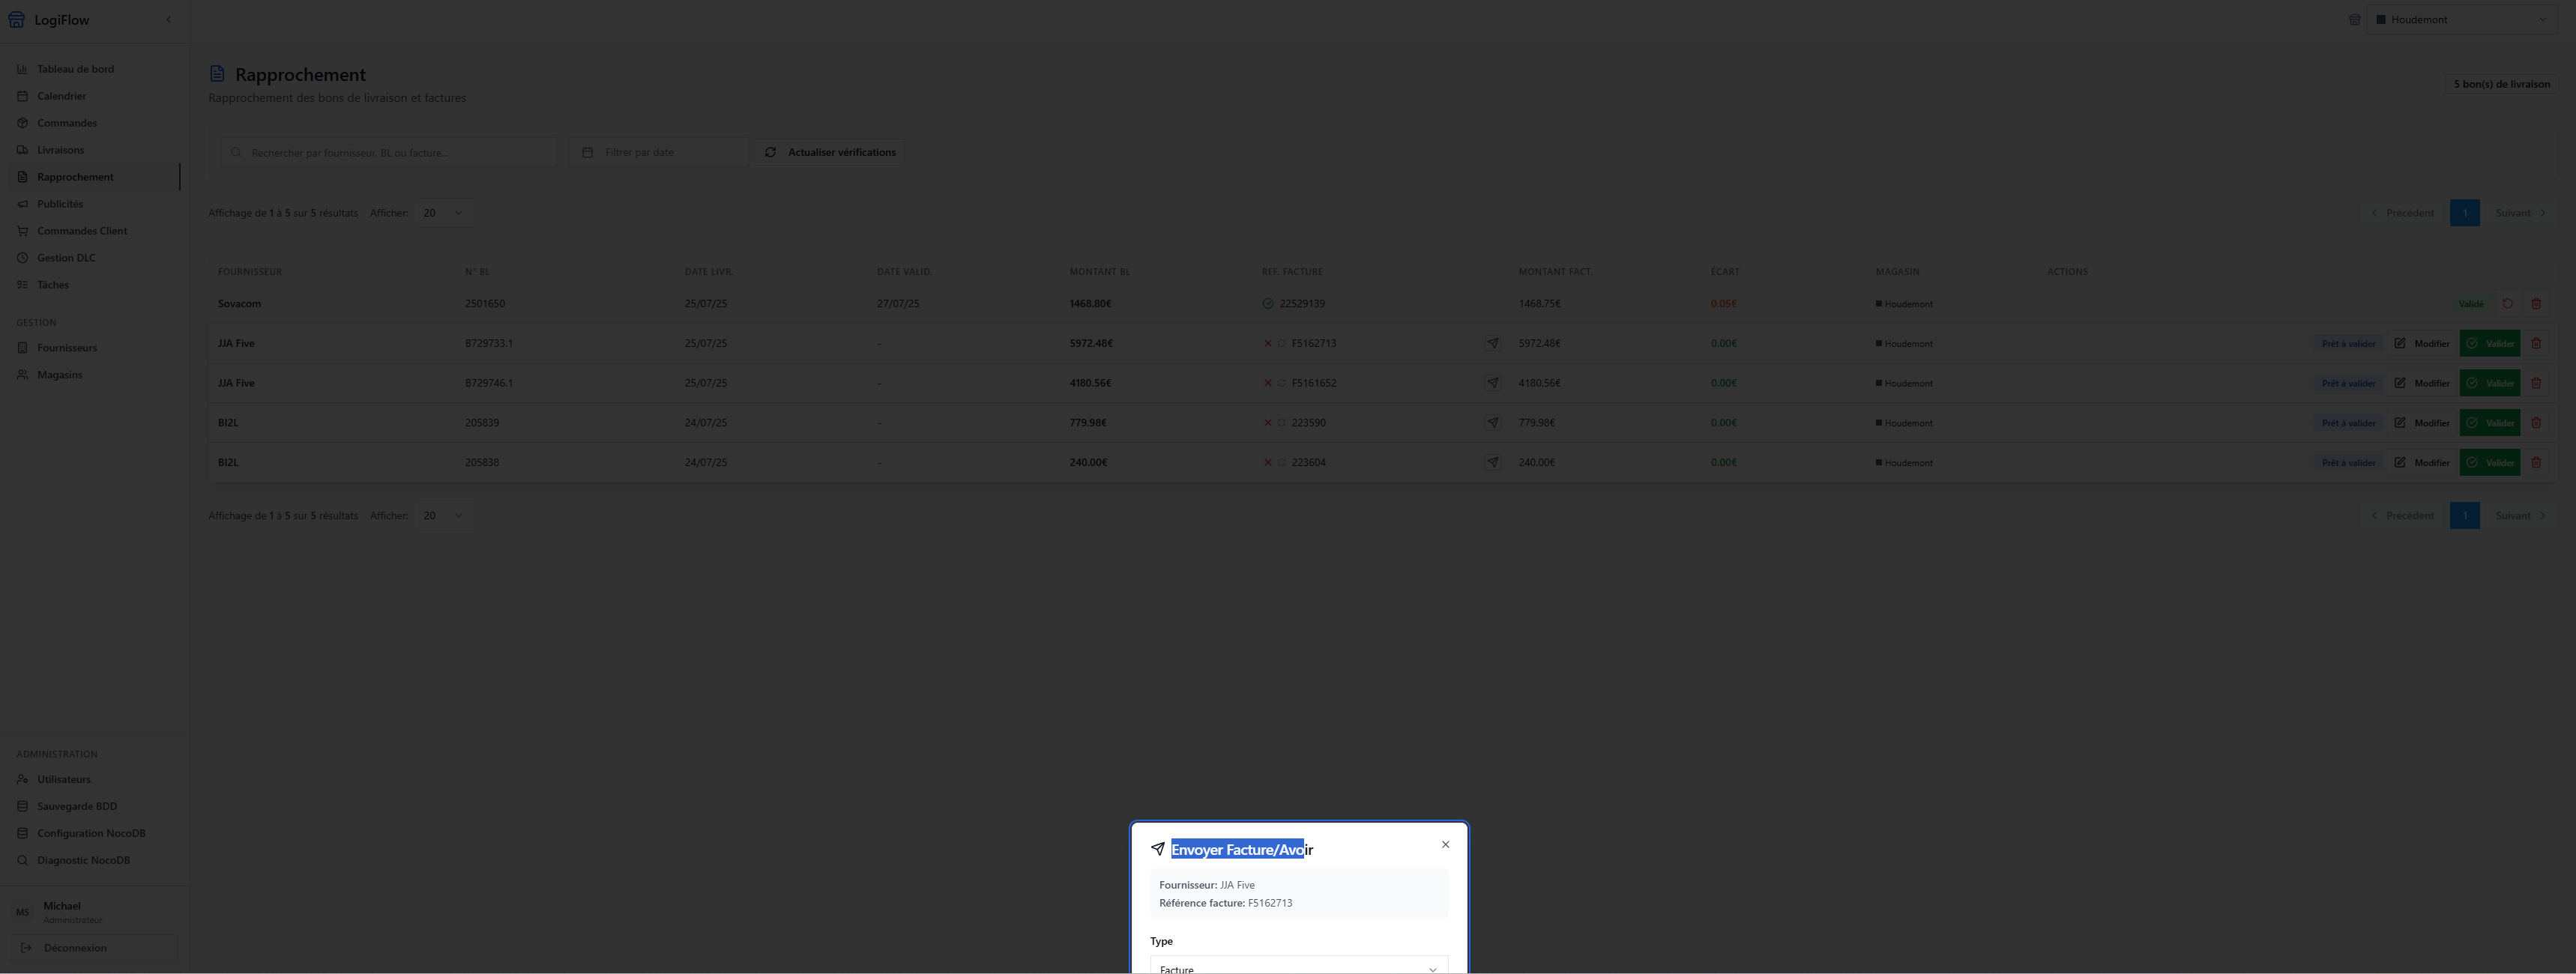 LogiFlow
Houdemont
Tableau de bord
Calendrier
Commandes
Livraisons
Rapprochement
Publicités
Commandes Client
Gestion DLC
Tâches
GESTION
Fournisseurs
Magasins
ADMINISTRATION
Utilisateurs
Sauvegarde BDD
Configuration NocoDB
Diagnostic NocoDB
MS Michael
Administrateur
Déconnexion
Rapprochement
Rapprochement des bons de livraison et factures
5 bon(s) de livraison
Rechercher par fournisseur, BL ou facture... Filtrer par date Actualiser vérifications
Affichage de 1 à 5 sur 5 résultats Afficher: 20 Précédent 1 Suivant
FOURNISSEUR N° BL DATE LIVR. DATE VALID. MONTANT BL REF. FACTURE MONTANT FACT. ÉCART MAGASIN ACTIONS
Sovacom 2501650 25/07/25 27/07/25 1468.80€ 22529139 1468.75€ 0.05€ Houdemont Validé
JJA Five B729733.1 25/07/25 - 5972.48€ F5162713 5972.48€ 0.00€ Houdemont Prêt à valider Modifier Valider
JJA Five B729746.1 25/07/25 - 4180.56€ F5161652 4180.56€ 0.00€ Houdemont Prêt à valider Modifier Valider
BI2L 205839 24/07/25 - 779.98€ 223590 779.98€ 0.00€ Houdemont Prêt à valider Modifier Valider
BI2L 205838 24/07/25 - 240.00€ 223604 240.00€ 0.00€ Houdemont Prêt à valider Modifier Valider
Affichage de 1 à 5 sur 5 résultats Afficher: 20 Précédent 1 Suivant
Envoyer Facture/Avoir
Fournisseur: JJA Five
Référence facture: F5162713
Type
Facture